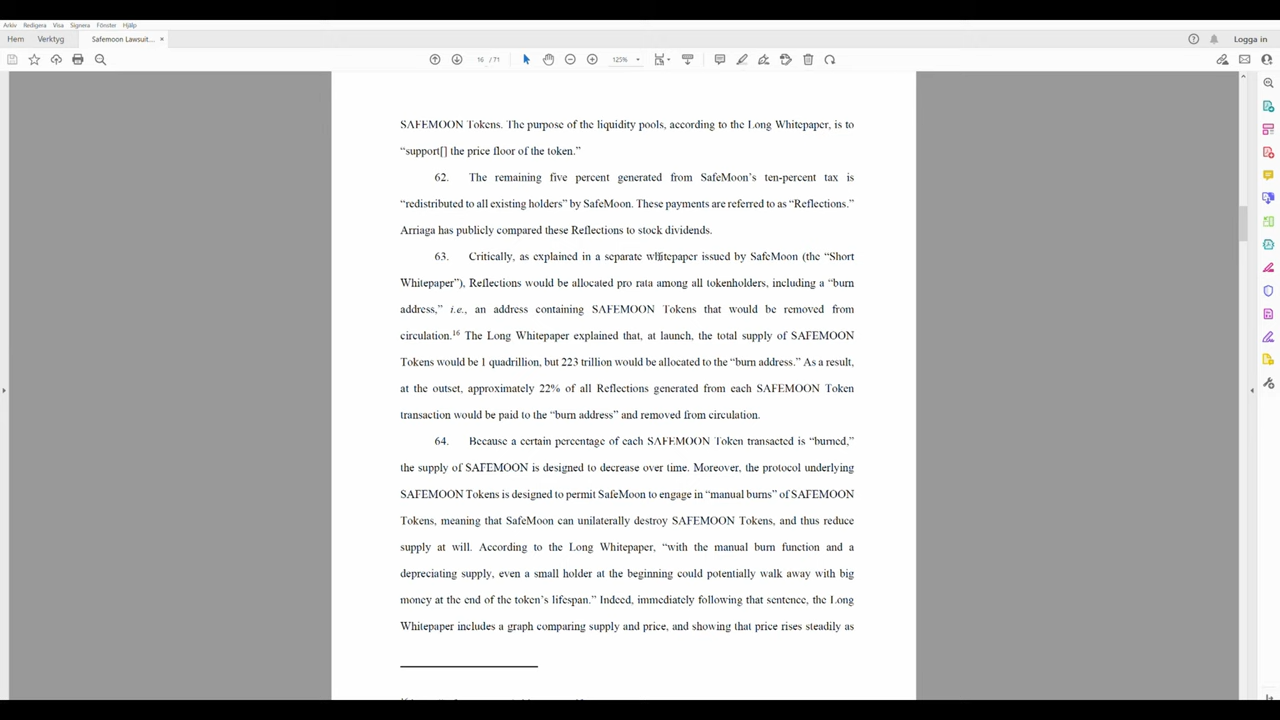 Arkiv Redigera Visa Signera Fönster Hjälp
Hem Verktyg Safemoon Lawsuit... × Logga in
16 / 71 125%
SAFEMOON Tokens. The purpose of the liquidity pools, according to the Long Whitepaper, is to
“support[] the price floor of the token.”
62. The remaining five percent generated from SafeMoon’s ten-percent tax is
“redistributed to all existing holders” by SafeMoon. These payments are referred to as “Reflections.”
Arriaga has publicly compared these Reflections to stock dividends.
63. Critically, as explained in a separate whitepaper issued by SafeMoon (the “Short
Whitepaper”), Reflections would be allocated pro rata among all tokenholders, including a “burn
address,” i.e., an address containing SAFEMOON Tokens that would be removed from
circulation.16 The Long Whitepaper explained that, at launch, the total supply of SAFEMOON
Tokens would be 1 quadrillion, but 223 trillion would be allocated to the “burn address.” As a result,
at the outset, approximately 22% of all Reflections generated from each SAFEMOON Token
transaction would be paid to the “burn address” and removed from circulation.
64. Because a certain percentage of each SAFEMOON Token transacted is “burned,”
the supply of SAFEMOON is designed to decrease over time. Moreover, the protocol underlying
SAFEMOON Tokens is designed to permit SafeMoon to engage in “manual burns” of SAFEMOON
Tokens, meaning that SafeMoon can unilaterally destroy SAFEMOON Tokens, and thus reduce
supply at will. According to the Long Whitepaper, “with the manual burn function and a
depreciating supply, even a small holder at the beginning could potentially walk away with big
money at the end of the token’s lifespan.” Indeed, immediately following that sentence, the Long
Whitepaper includes a graph comparing supply and price, and showing that price rises steadily as